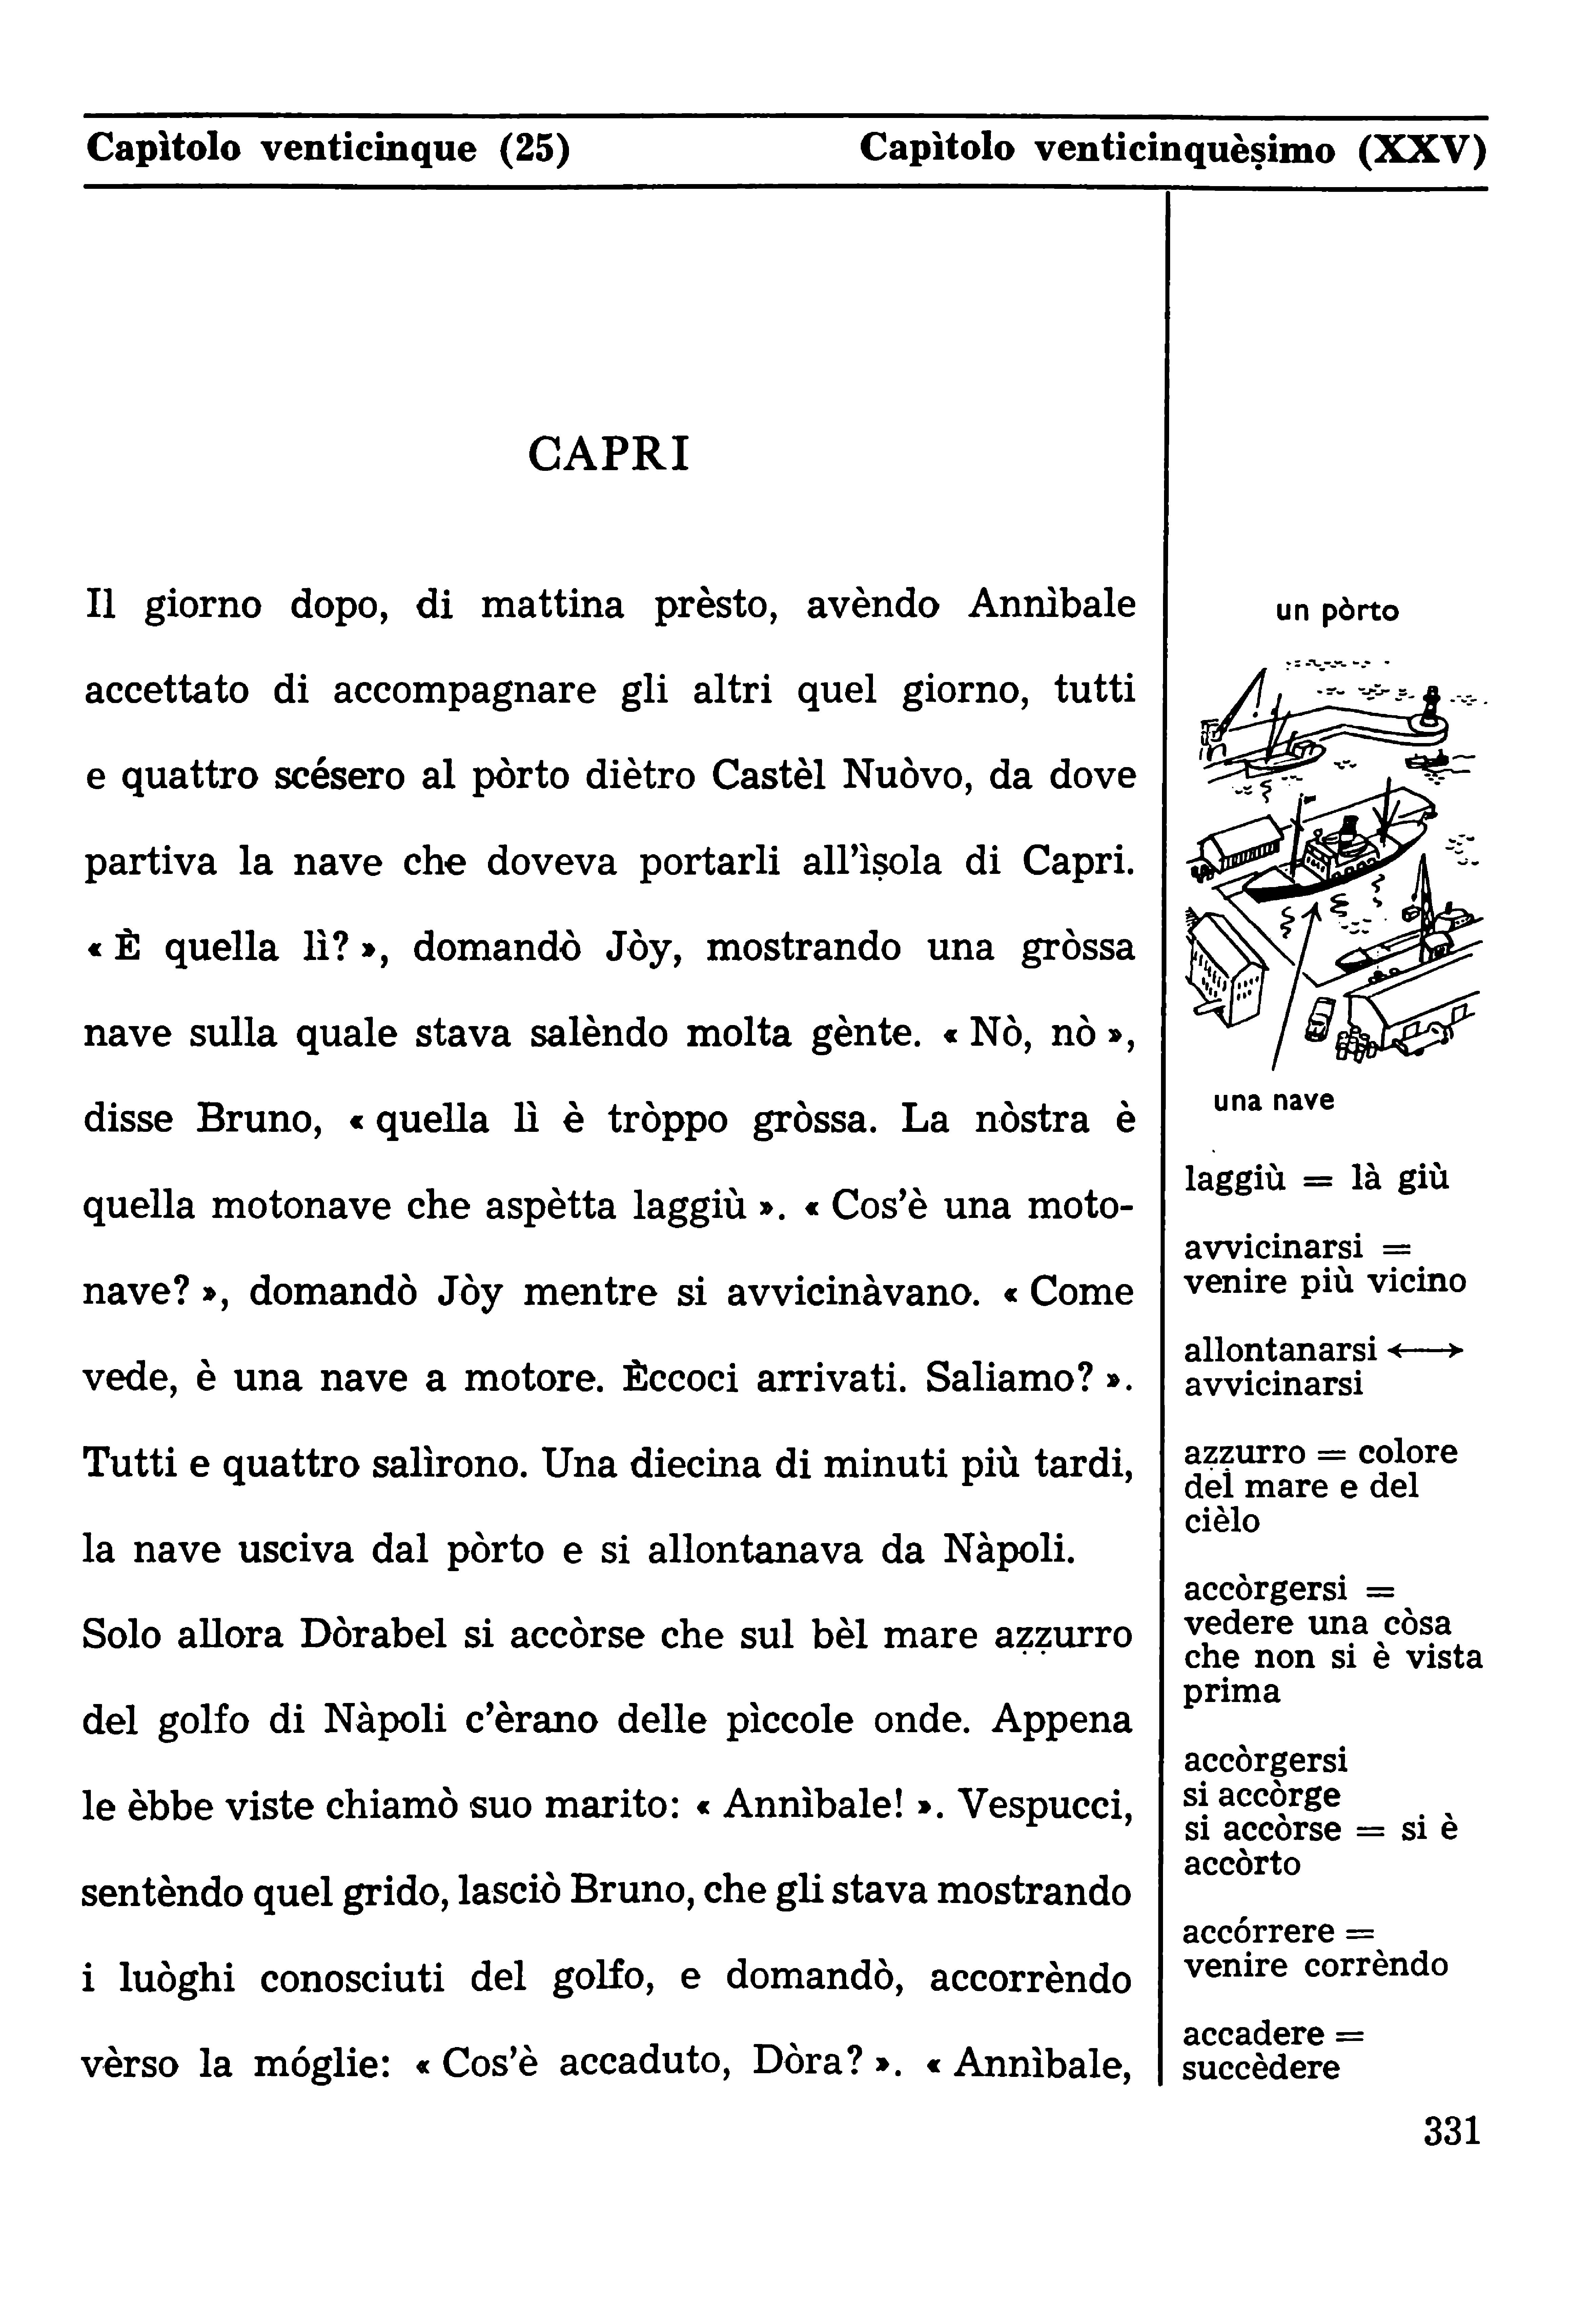 Capìtolo venticinque (25)
Capìtolo venticinquèṣimo (XXV)
CAPRI
Il giorno dopo, di mattina prèsto, avèndo Annìbale
accettato di accompagnare gli altri quel giorno, tutti
e quattro scésero al pòrto diètro Castèl Nuòvo, da dove
partiva la nave che doveva portarli all'ìṣola di Capri.
« È quella lì? », domandò Jòy, mostrando una gròssa
nave sulla quale stava salèndo molta gènte. « Nò, nò »,
disse Bruno, « quella lì è tròppo gròssa. La nòstra è
quella motonave che aspètta laggiù ». « Cos'è una moto-
nave? », domandò Jòy mentre si avvicinàvano. « Come
vede, è una nave a motore. Èccoci arrivati. Saliamo? ».
Tutti e quattro salìrono. Una diecina di minuti più tardi,
la nave usciva dal pòrto e si allontanava da Nàpoli.
Solo allora Dòrabel si accòrse che sul bèl mare aẓẓurro
del golfo di Nàpoli c'èrano delle pìccole onde. Appena
le èbbe viste chiamò suo marito: « Annìbale! ». Vespucci,
sentèndo quel grido, lasciò Bruno, che gli stava mostrando
i luòghi conosciuti del golfo, e domandò, accorrèndo
vèrso la móglie: « Cos'è accaduto, Dòra? ». « Annìbale,
un pòrto
una nave
laggiù = là giù
avvicinarsi =
venire più vicino
allontanarsi ⟷
avvicinarsi
aẓẓurro = colore
del mare e del
cièlo
accòrgersi =
vedere una còsa
che non si è vista
prima
accòrgersi
si accòrge
si accòrse = si è
accòrto
accórrere =
venire corrèndo
accadere =
succèdere
331